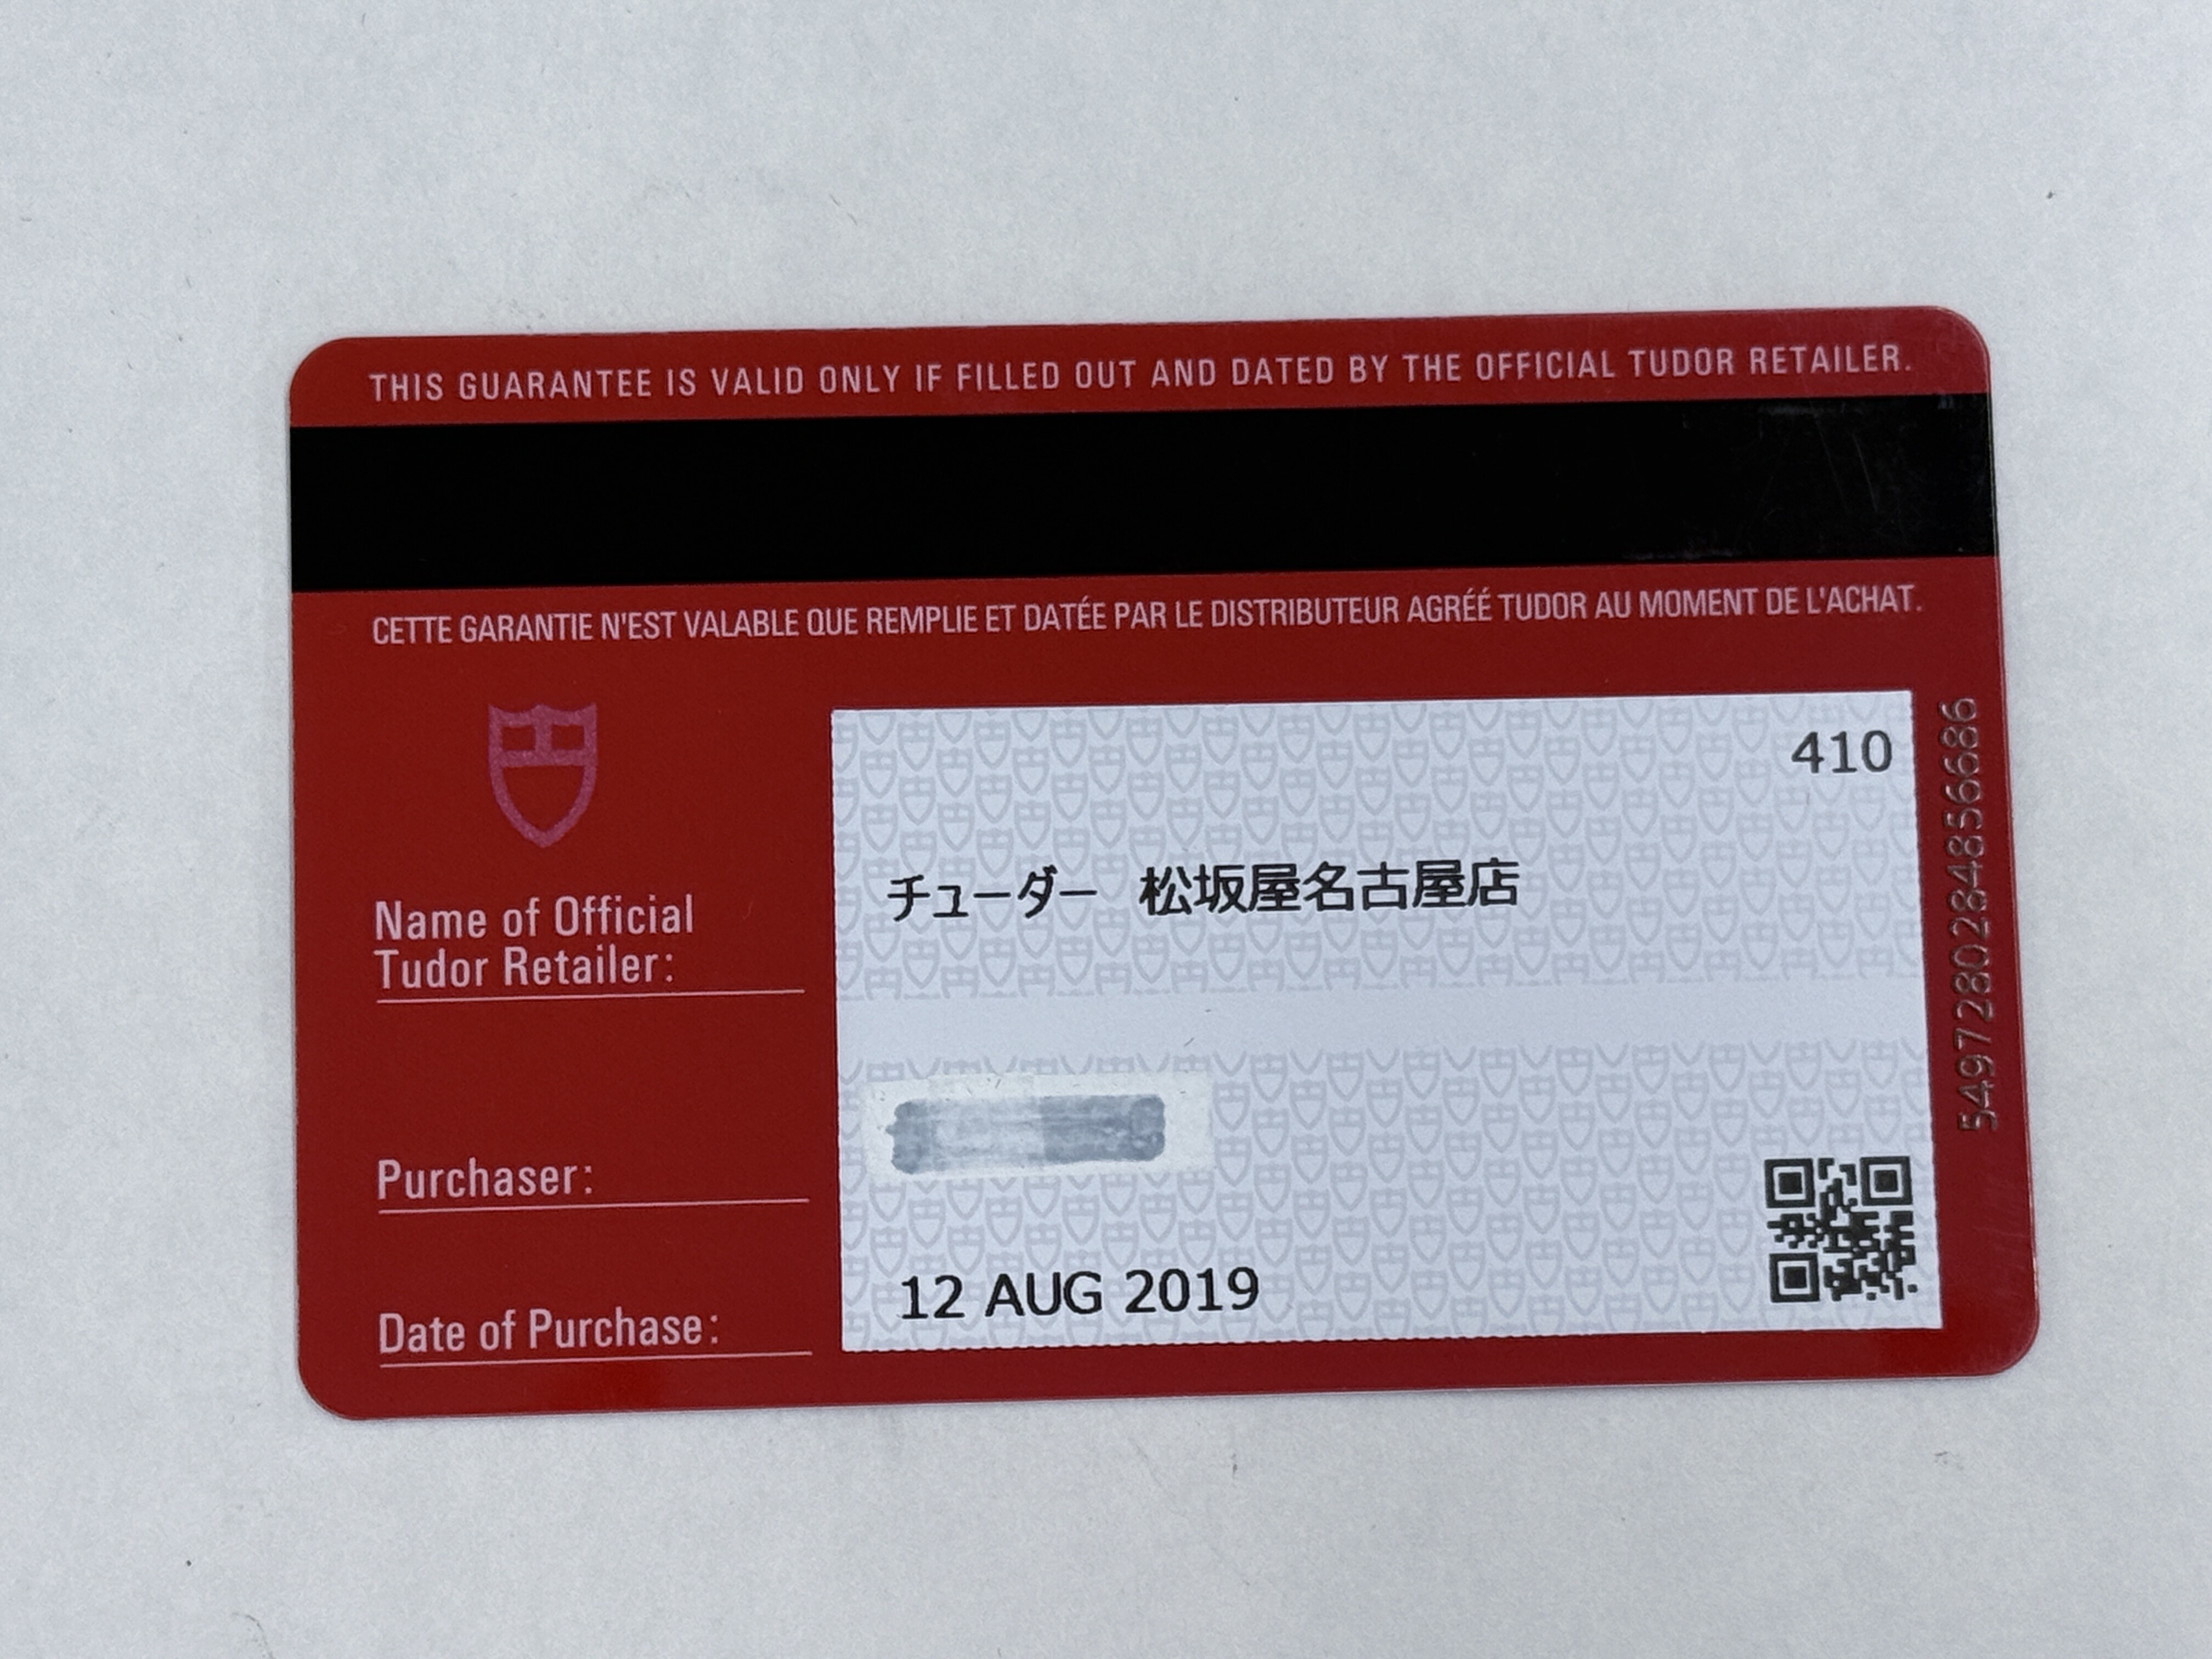 THIS GUARANTEE IS VALID ONLY IF FILLED OUT AND DATED BY THE OFFICIAL TUDOR RETAILER.
CETTE GARANTIE N'EST VALABLE QUE REMPLIE ET DATÉE PAR LE DISTRIBUTEUR AGRÉÉ TUDOR AU MOMENT DE L'ACHAT.
410
Name of Official
Tudor Retailer:
チューダー 松坂屋名古屋店
Purchaser:
Date of Purchase:
12 AUG 2019
5497280284856686